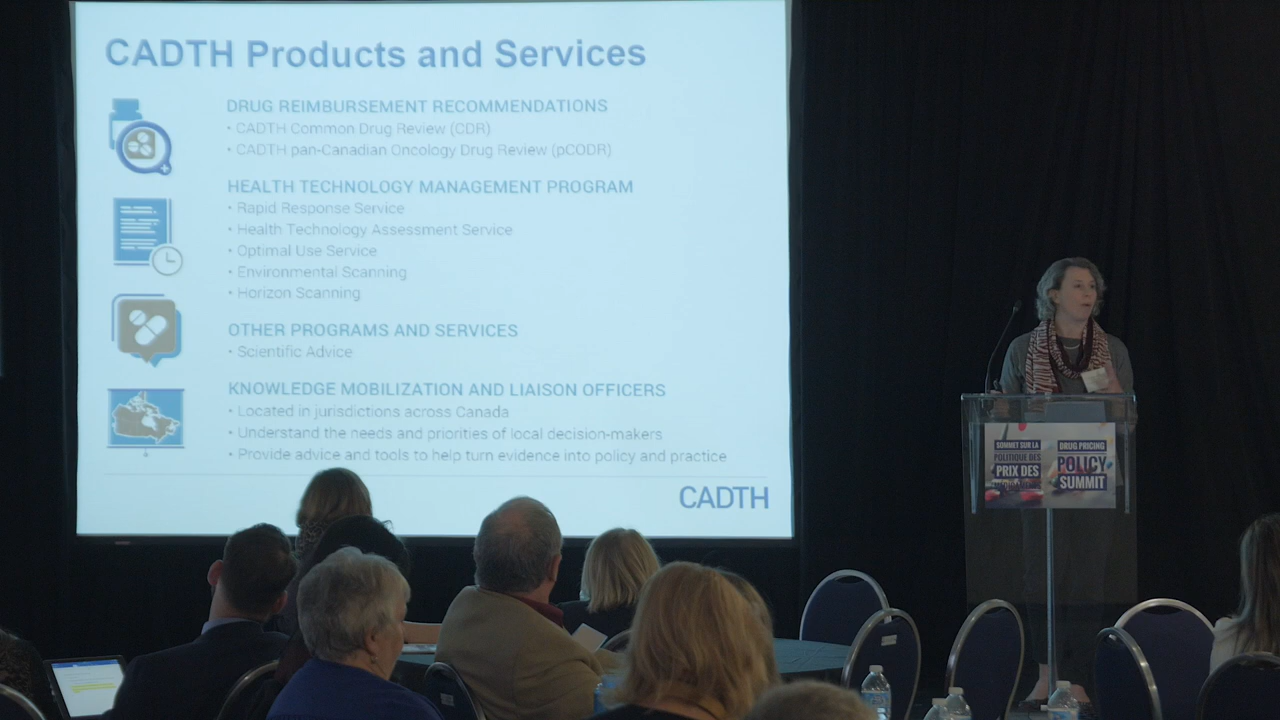 CADTH Products and Services
DRUG REIMBURSEMENT RECOMMENDATIONS
• CADTH Common Drug Review (CDR)
• CADTH pan-Canadian Oncology Drug Review (pCODR)
HEALTH TECHNOLOGY MANAGEMENT PROGRAM
• Rapid Response Service
• Health Technology Assessment Service
• Optimal Use Service
• Environmental Scanning
• Horizon Scanning
OTHER PROGRAMS AND SERVICES
• Scientific Advice
KNOWLEDGE MOBILIZATION AND LIAISON OFFICERS
• Located in jurisdictions across Canada
• Understand the needs and priorities of local decision-makers
• Provide advice and tools to help turn evidence into policy and practice
CADTH
SOMMET SUR LA
POLITIQUE DES
PRIX DES
DRUG PRICING
POLICY
SUMMIT